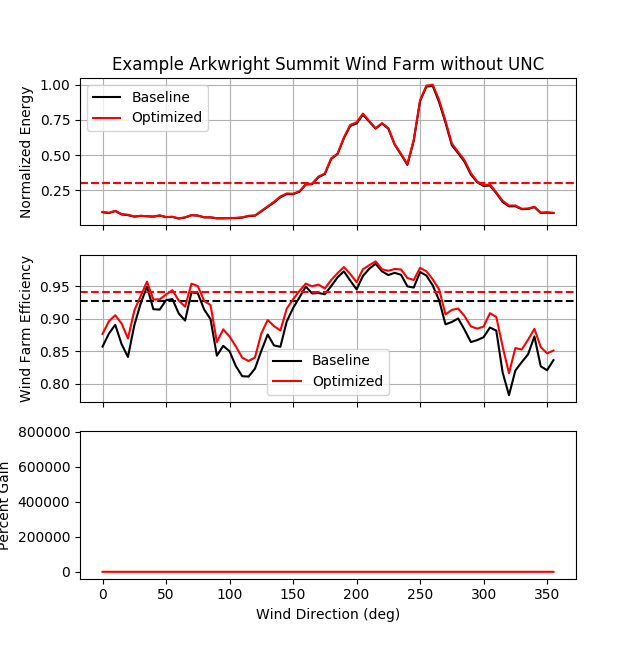 Example Arkwright Summit Wind Farm without UNC
Normalized Energy
1.00
0.75
0.50
0.25
Baseline
Optimized
Wind Farm Efficiency
0.95
0.90
0.85
0.80
Baseline
Optimized
Percent Gain
800000
600000
400000
200000
0
0 50 100 150 200 250 300 350
Wind Direction (deg)